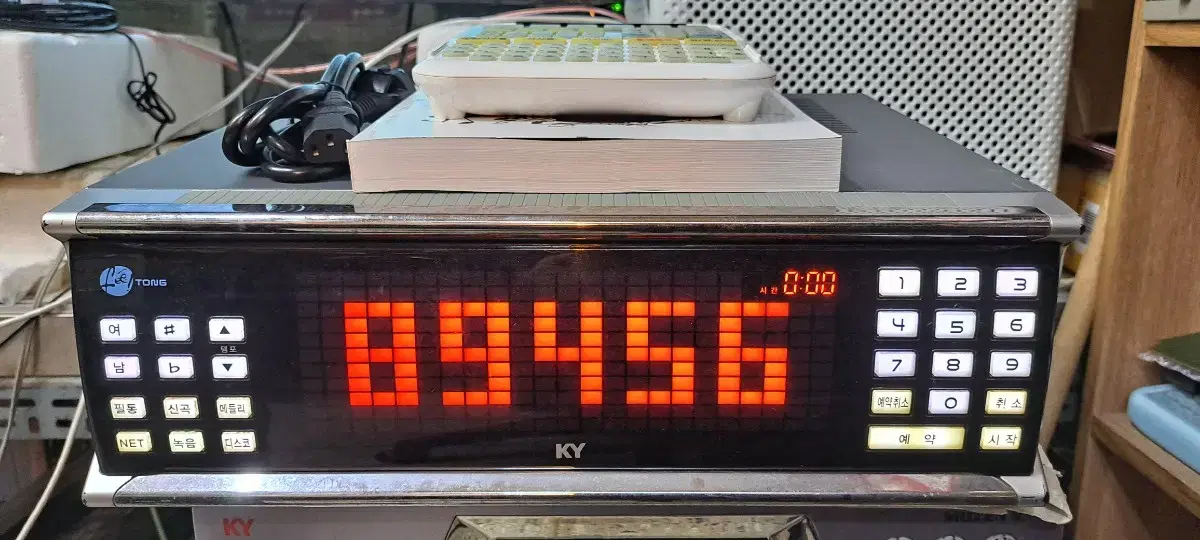 Lee TONG
시간 0:00
89456
여 # ▲
템포
남 b ▼
필통 신곡 메들리
NET 녹음 디스코
1 2 3
4 5 6
7 8 9
예약취소 0 취소
예약 시작
KY
KY